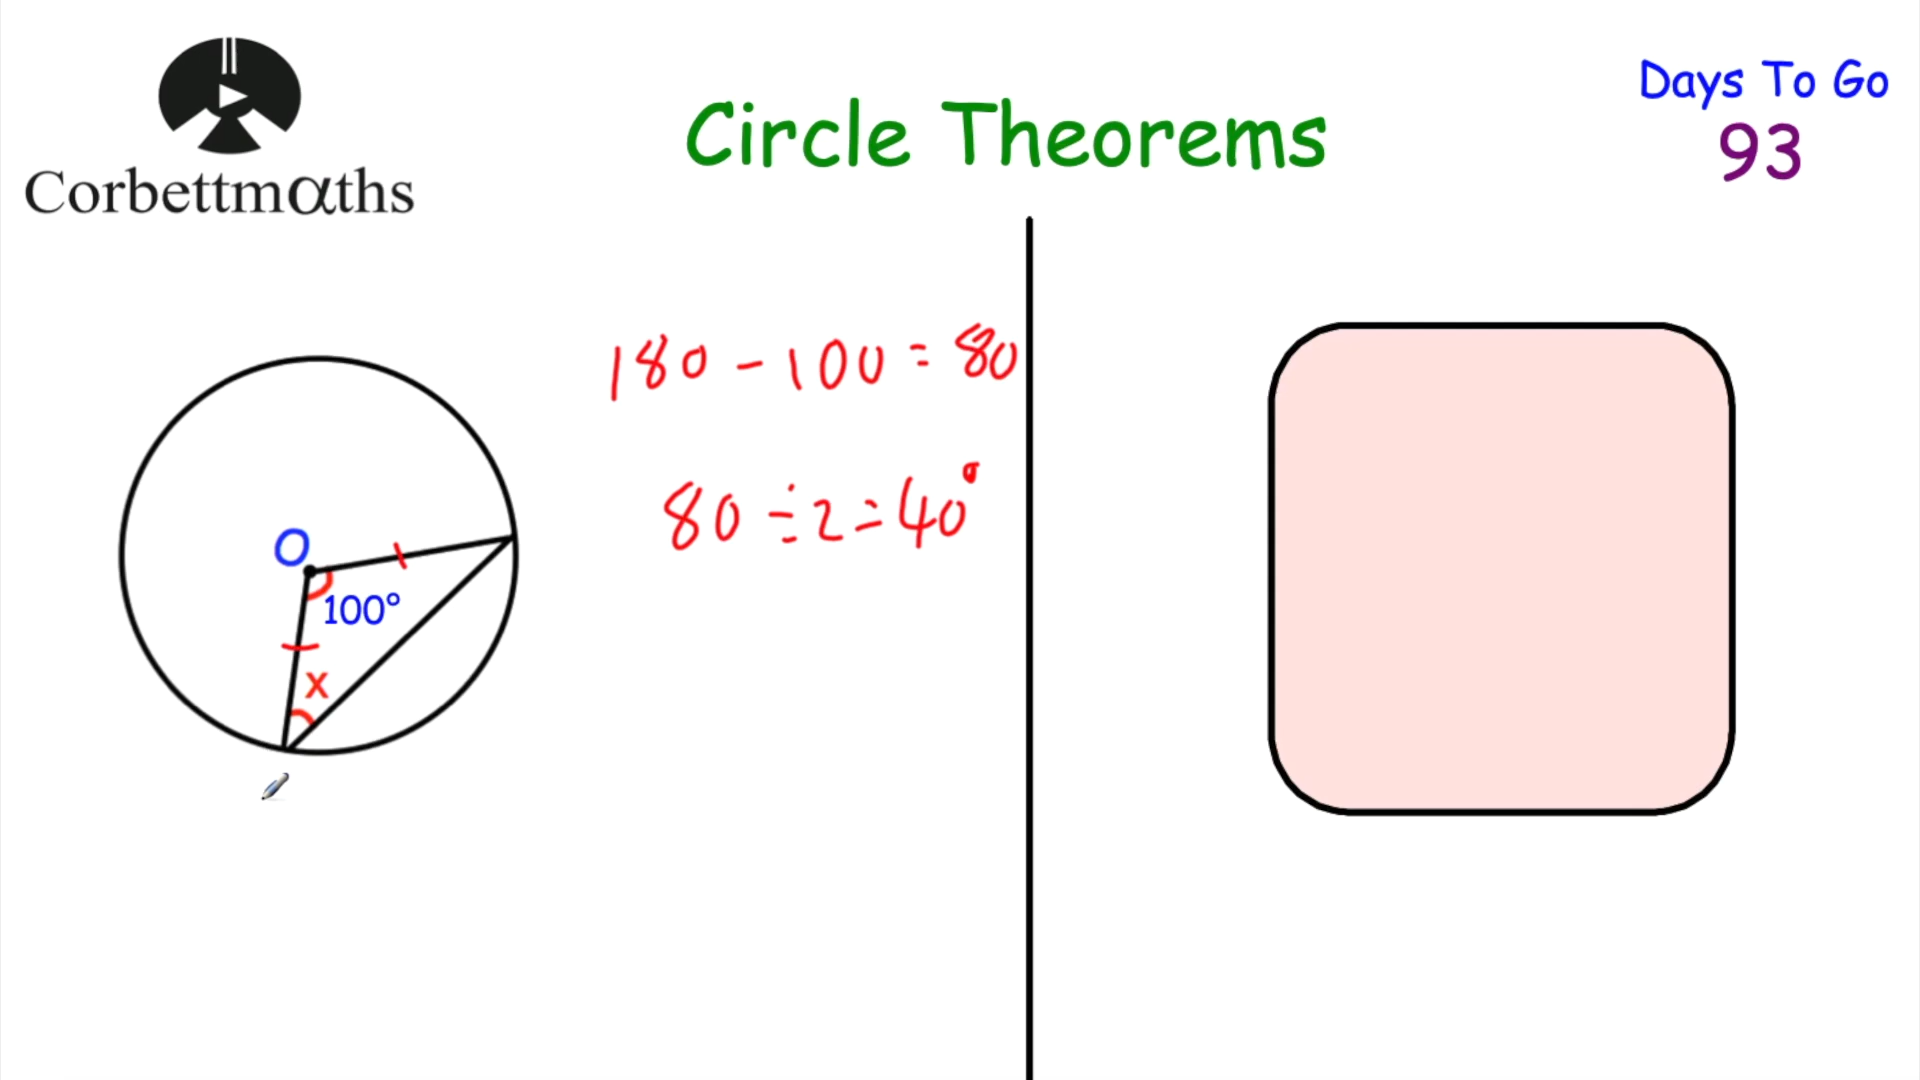 Corbettmαths
Circle Theorems
Days To Go
93
180 - 100 = 80
80 ÷ 2 = 40°
O
100°
x